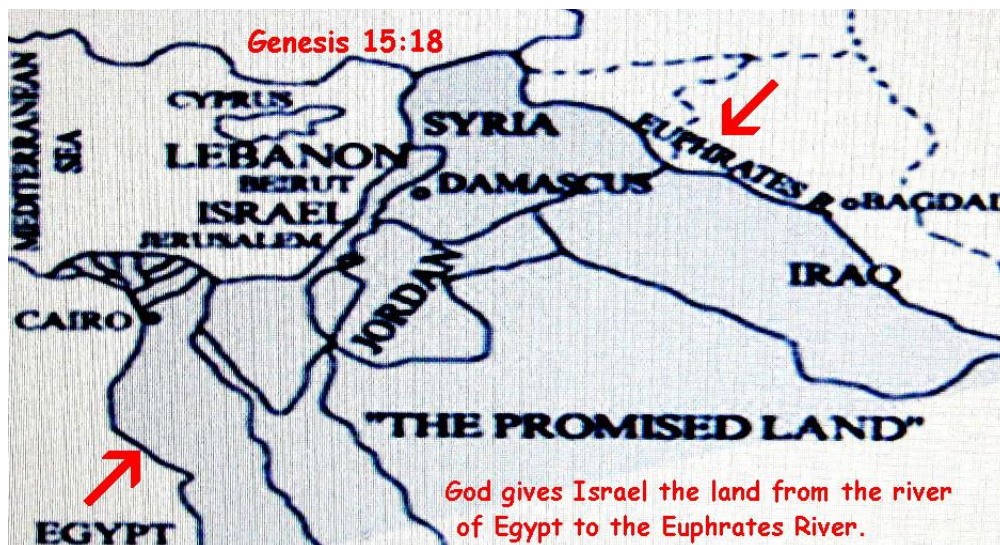 Genesis 15:18
MEDITERRANEAN
SEA
CYPRUS
SYRIA
EUPHRATES R
LEBANON
BEIRUT
DAMASCUS
BAGDAD
ISRAEL
JERUSALEM
IRAQ
JORDAN
CAIRO
"THE PROMISED LAND"
God gives Israel the land from the river
of Egypt to the Euphrates River.
EGYPT